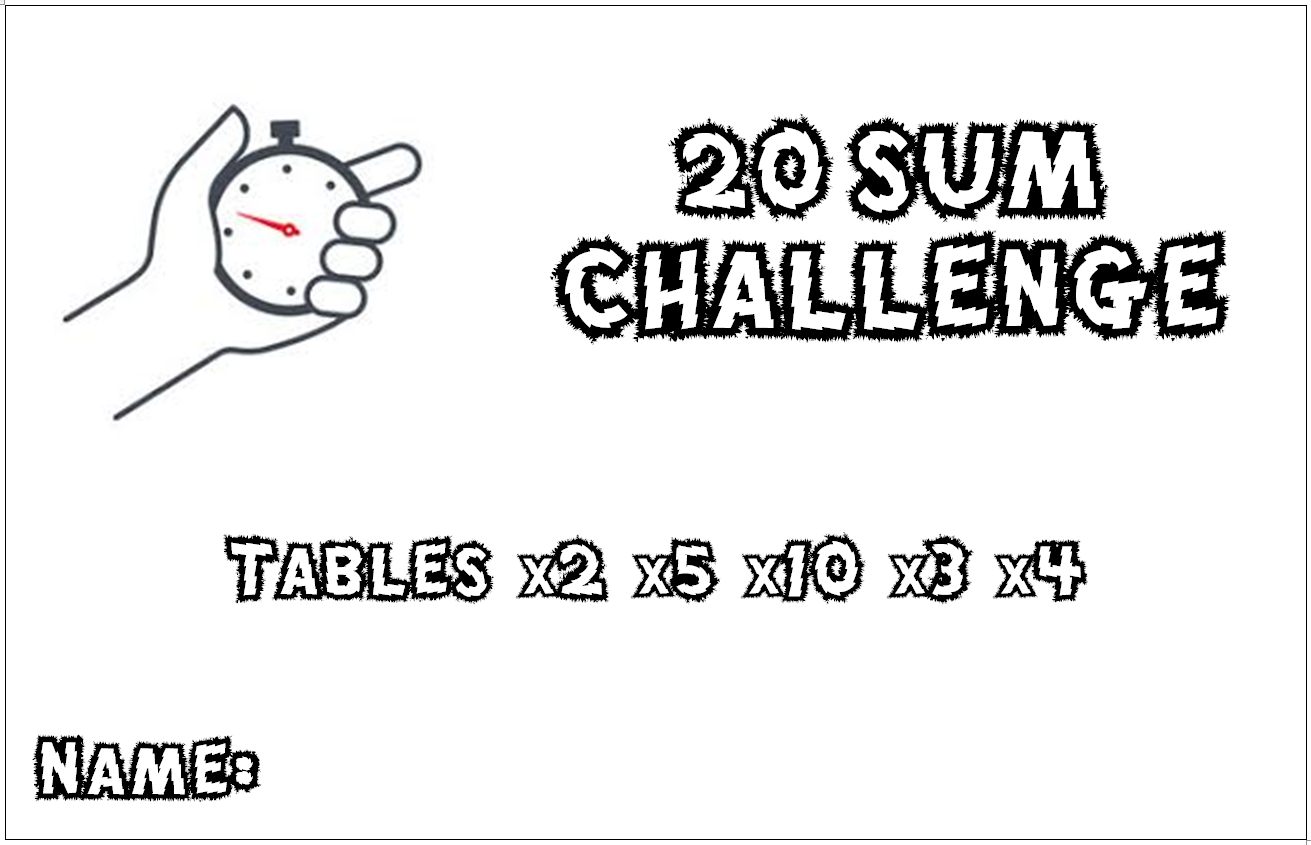 20 SUM
CHALLENGE
TABLES x2 x5 x10 x3 x4
NAME: